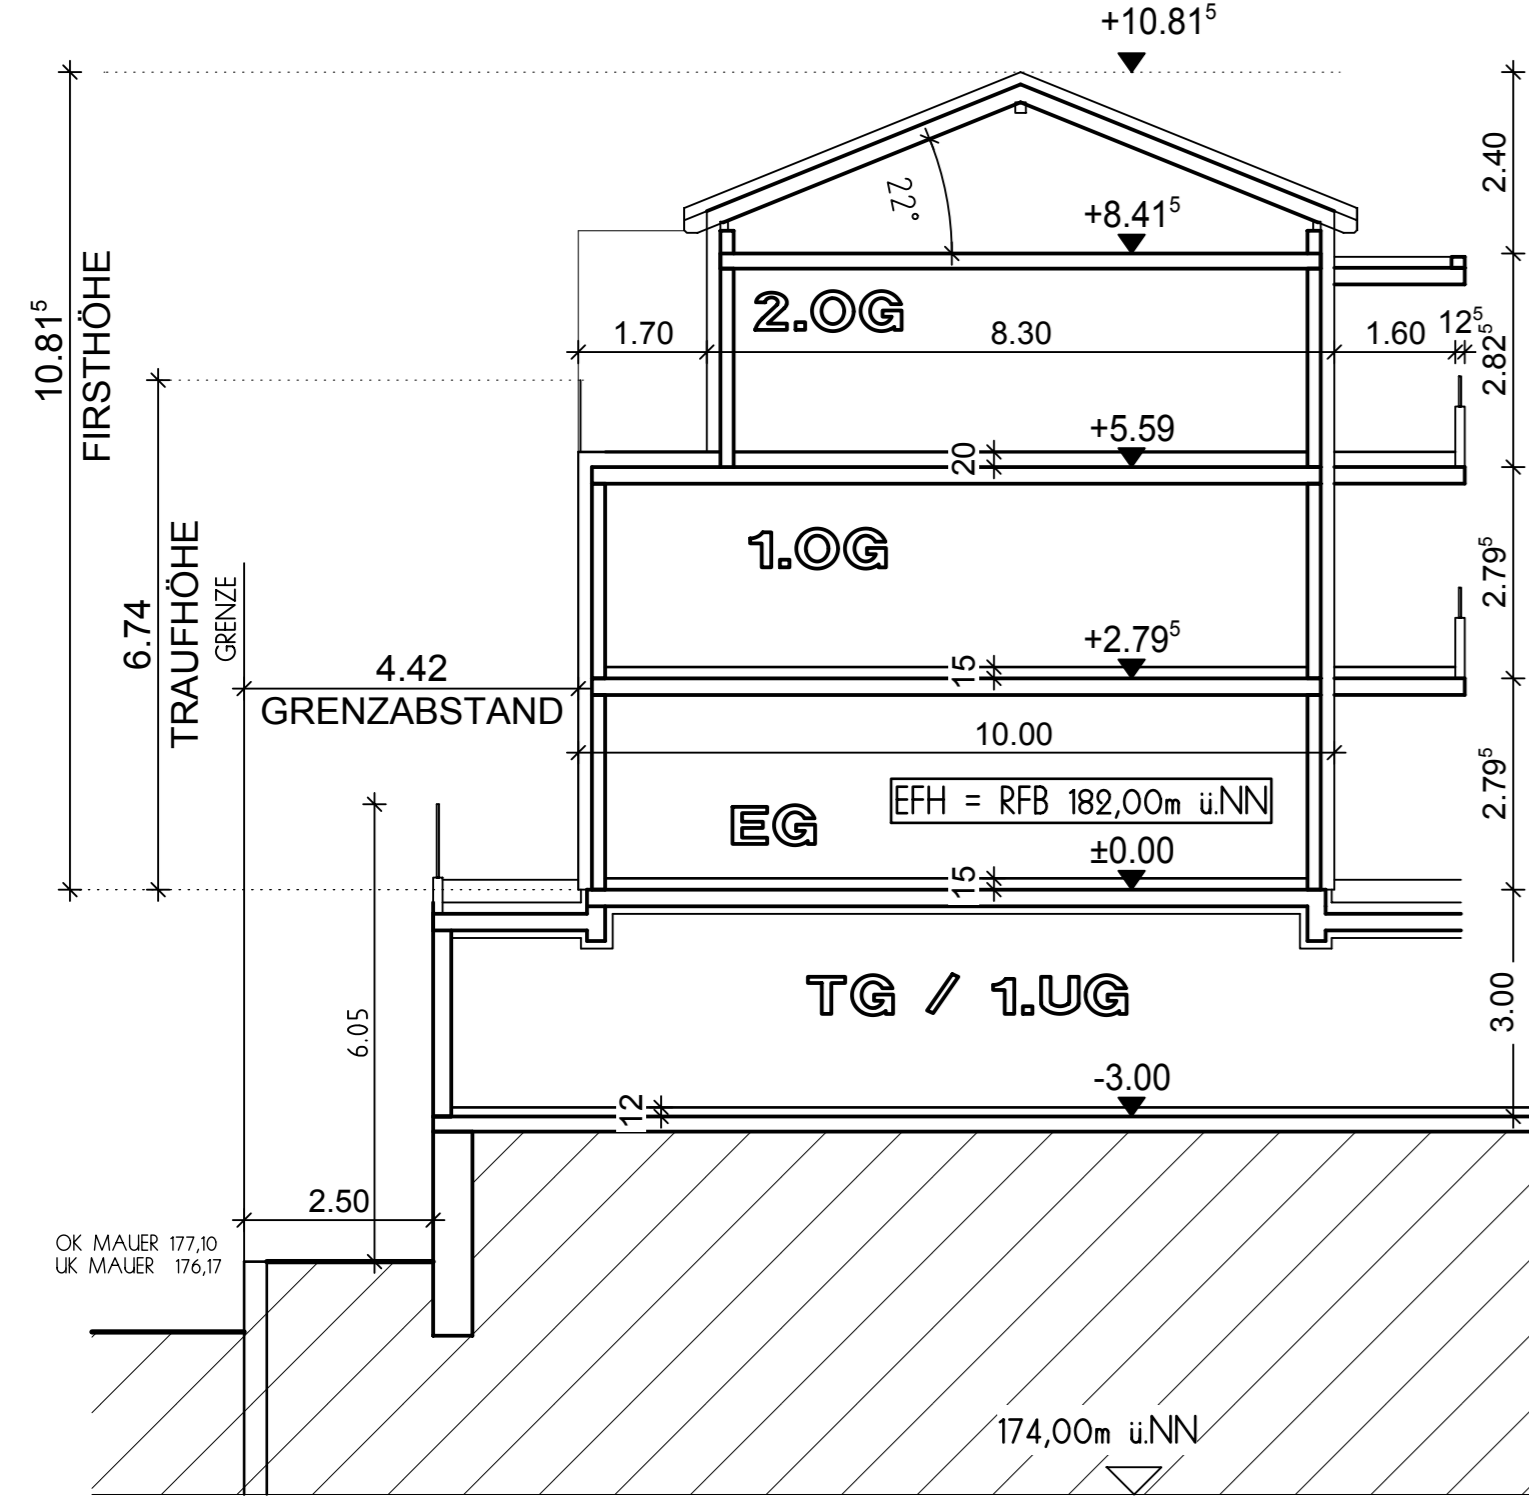 +10.81⁵
2.40
22°
+8.41⁵
10.81⁵
FIRSTHÖHE
2.OG
1.70
8.30
1.60
12⁵
2.82⁵
+5.59
20
6.74
TRAUFHÖHE
GRENZE
1.OG
2.79⁵
+2.79⁵
15
4.42
GRENZABSTAND
10.00
EFH = RFB 182,00m ü.NN
2.79⁵
EG
±0.00
15
TG / 1.UG
3.00
6.05
-3.00
12
2.50
OK MAUER 177,10
UK MAUER 176,17
174,00m ü.NN